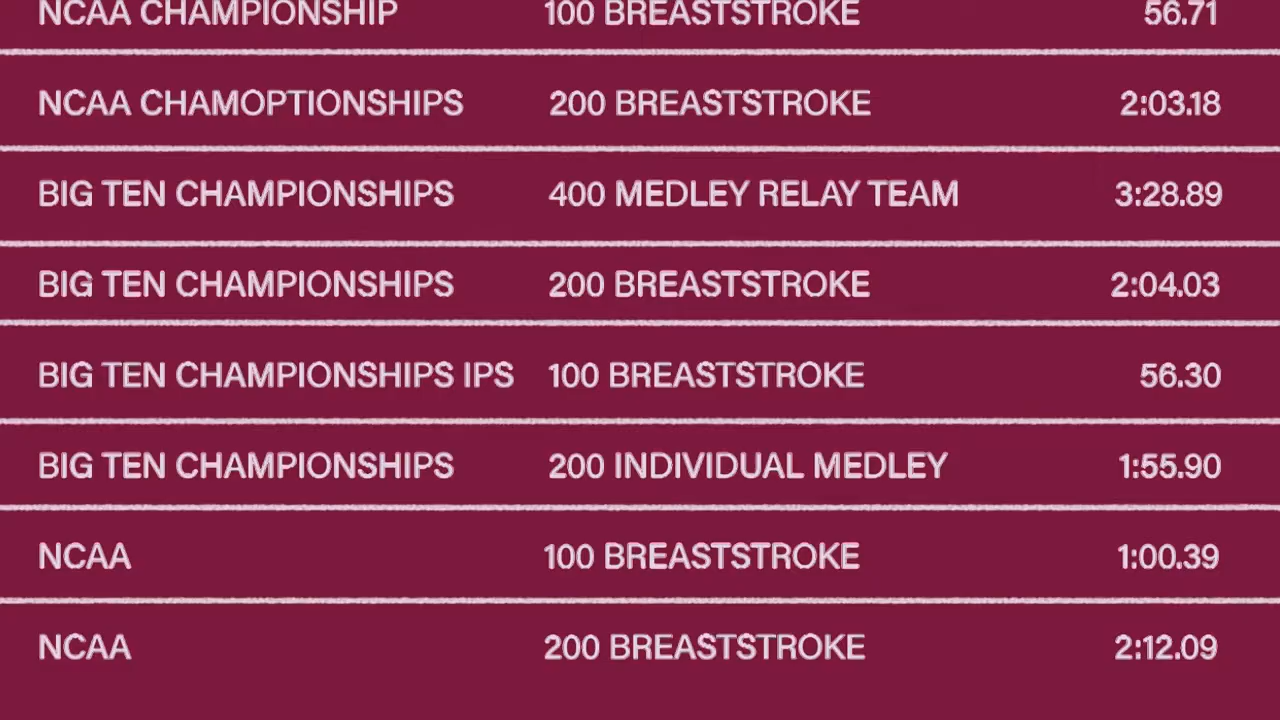 NCAA CHAMPIONSHIP 100 BREASTSTROKE 56.71
NCAA CHAMOPTIONSHIPS 200 BREASTSTROKE 2:03.18
BIG TEN CHAMPIONSHIPS 400 MEDLEY RELAY TEAM 3:28.89
BIG TEN CHAMPIONSHIPS 200 BREASTSTROKE 2:04.03
BIG TEN CHAMPIONSHIPS IPS 100 BREASTSTROKE 56.30
BIG TEN CHAMPIONSHIPS 200 INDIVIDUAL MEDLEY 1:55.90
NCAA 100 BREASTSTROKE 1:00.39
NCAA 200 BREASTSTROKE 2:12.09